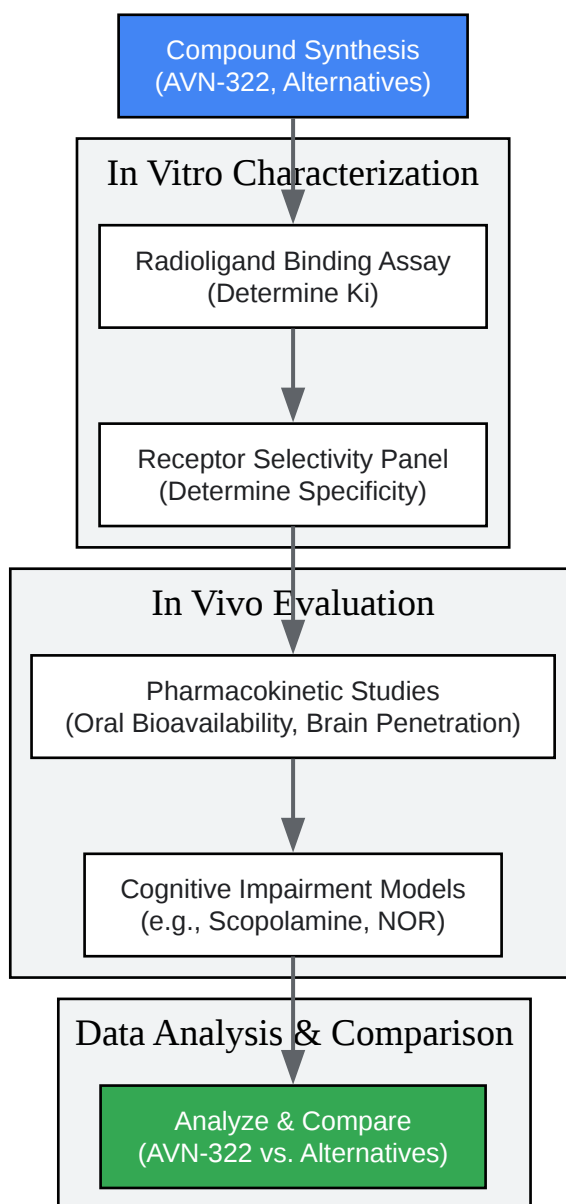 Compound Synthesis
(AVN-322, Alternatives)
In Vitro Characterization
Radioligand Binding Assay
(Determine Ki)
Receptor Selectivity Panel
(Determine Specificity)
In Vivo Evaluation
Pharmacokinetic Studies
(Oral Bioavailability, Brain Penetration)
Cognitive Impairment Models
(e.g., Scopolamine, NOR)
Data Analysis & Comparison
Analyze & Compare
(AVN-322 vs. Alternatives)